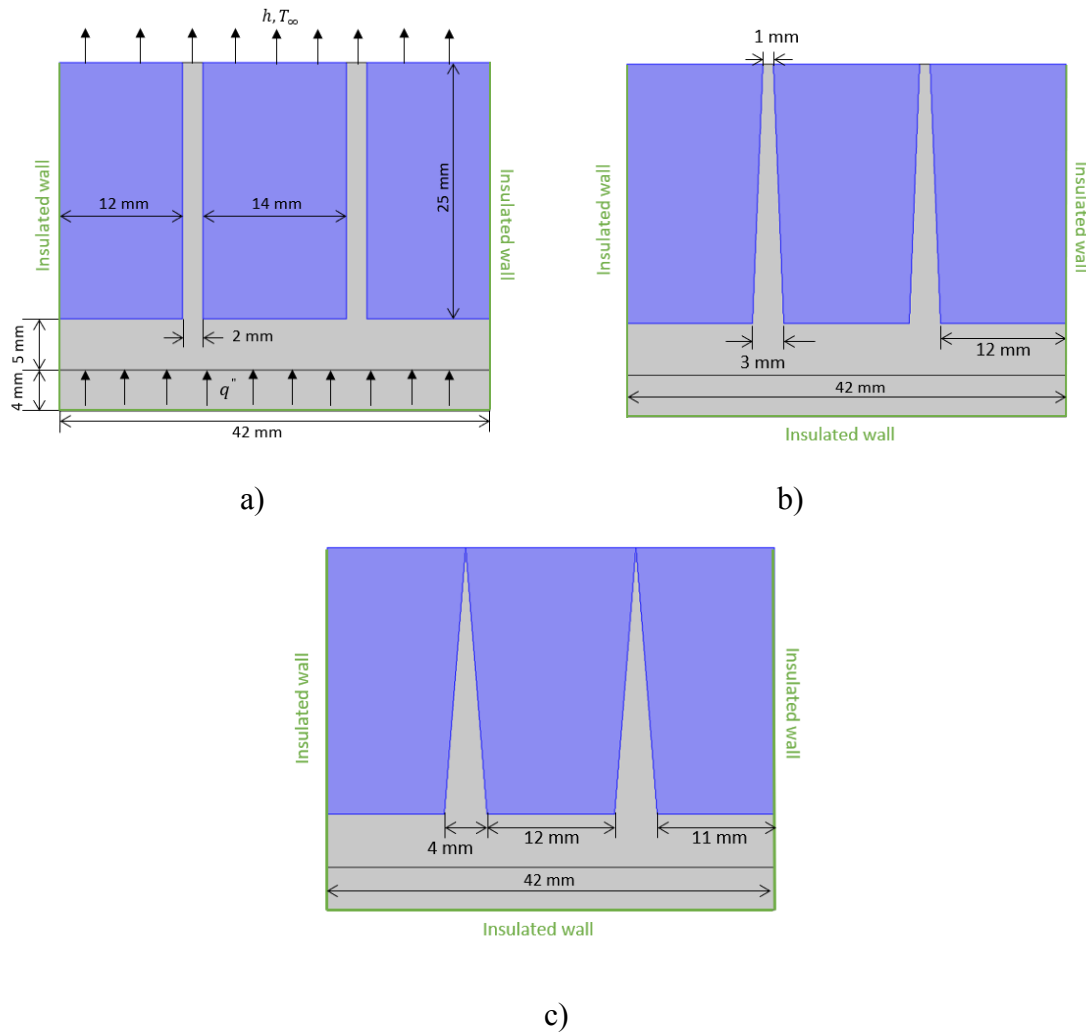 h, T∞
Insulated wall
12 mm
14 mm
25 mm
Insulated wall
5 mm
2 mm
4 mm
q"
42 mm
a)
1 mm
Insulated wall
Insulated wall
3 mm
12 mm
42 mm
Insulated wall
b)
Insulated wall
Insulated wall
4 mm
12 mm
11 mm
42 mm
Insulated wall
c)